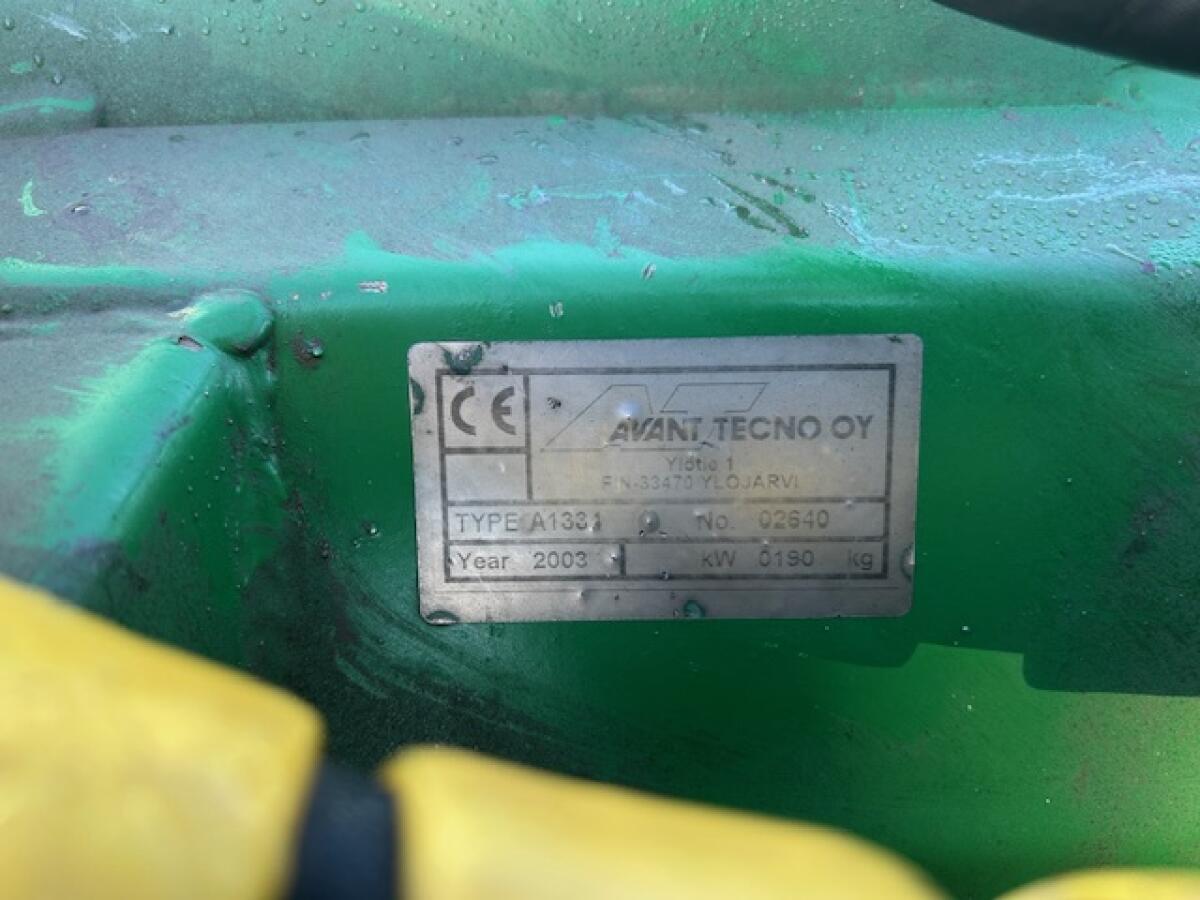 CE
AVANT TECNO OY
Ylötie 1
FIN-33470 YLÖJÄRVI
TYPE A1331 No. 02640
Year 2003 kW 0190 kg